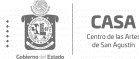 CASA
Centro de las Artes
de San Agustín
Gobierno del Estado